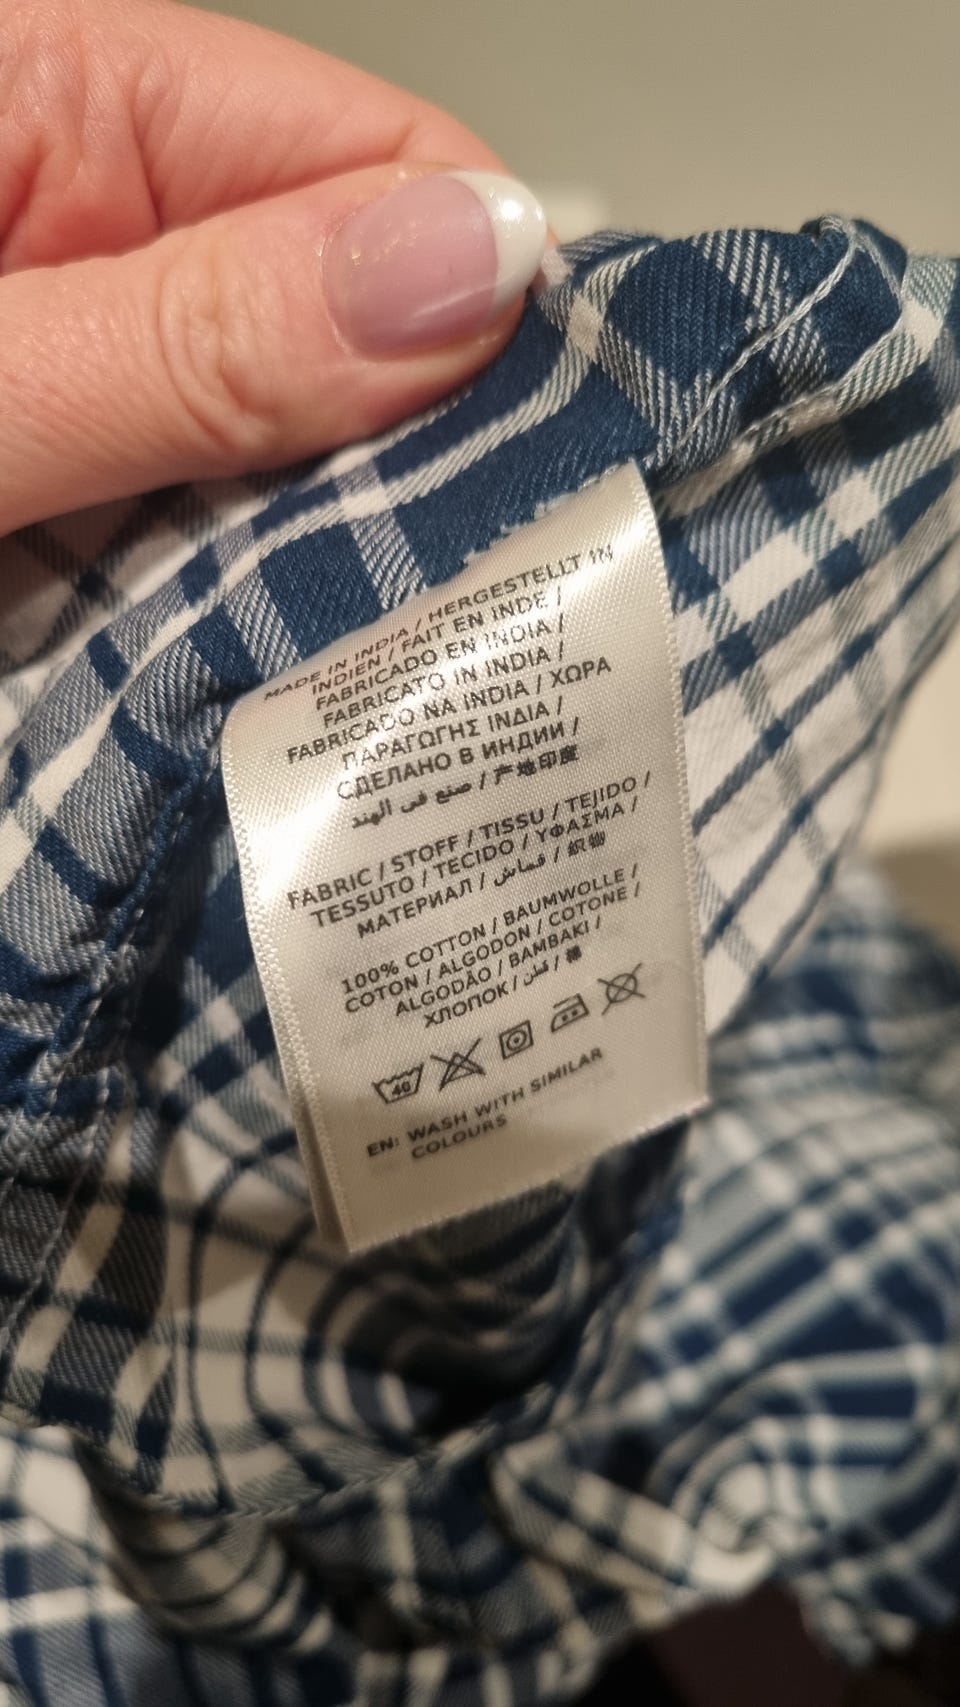 MADE IN INDIA / HERGESTELLT IN
INDIEN / FAIT EN INDE /
FABRICADO EN INDIA /
FABRICATO IN INDIA /
FABRICADO NA INDIA / ΧΩΡΑ
ΠΑΡΑΓΩΓΗΣ ΙΝΔΙΑ /
СДЕЛАНО В ИНДИИ /
صنع في الهند / 产地印度
FABRIC / STOFF / TISSU / TEJIDO /
TESSUTO / TECIDO / ΥΦΑΣΜΑ /
МАТЕРИАЛ / قماش / 织物
100% COTTON / BAUMWOLLE /
COTON / ALGODON / COTONE /
ALGODÃO / ΒΑΜΒΑΚΙ /
ХЛОПОК / قطن / 棉
40
EN: WASH WITH SIMILAR
COLOURS